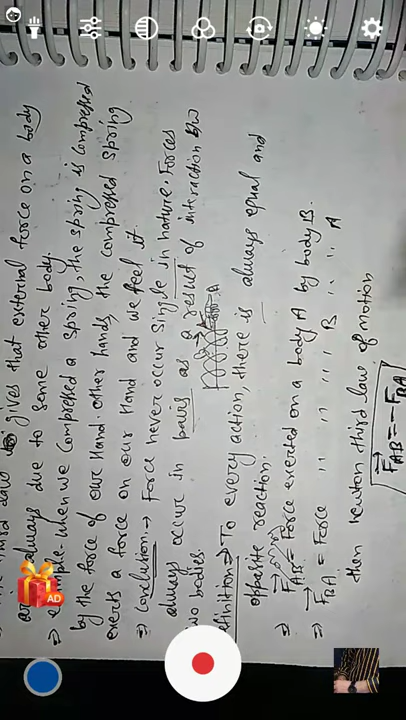 third law gives that external force on a body
always due to some other body.
⇒ example. when we compressed a spring, the spring is compressed
by the force of our Hand. other hand, the compressed spring
exerts a force on our Hand and we feel it
⇒ Conclusion → Force never occur single in nature. Forces
always occur in pairs as a result of interaction b/w
two bodies
Definition ⇒ To every action, there is always equal and
opposite reaction.
⇒ F⃗AB = Force exerted on a body A by body B.
⇒ F⃗BA = Force " " " " B " " A
then newton third law of motion
F⃗AB = -F⃗BA
AD